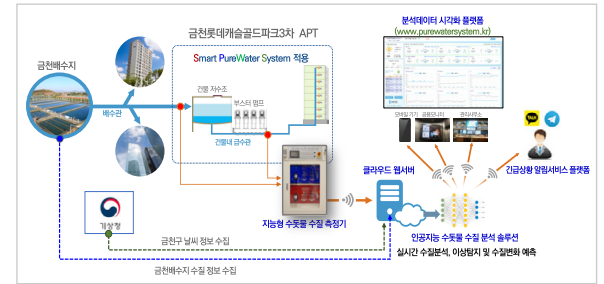 금천롯데캐슬골드파크3차 APT
분석데이터 시각화 플랫폼
(www.purewatersystem.kr)
금천배수지
Smart PureWater System 적용
건물 저수조
부스터 펌프
배수관
건물내 급수관
모바일 기기
공용모니터
관리사무소
긴급상황 알림서비스 플랫폼
클라우드 웹서버
지능형 수돗물 수질 측정기
기상청
인공지능 수돗물 수질 분석 솔루션
금천구 날씨 정보 수집
실시간 수질분석, 이상탐지 및 수질변화 예측
금천배수지 수질 정보 수집